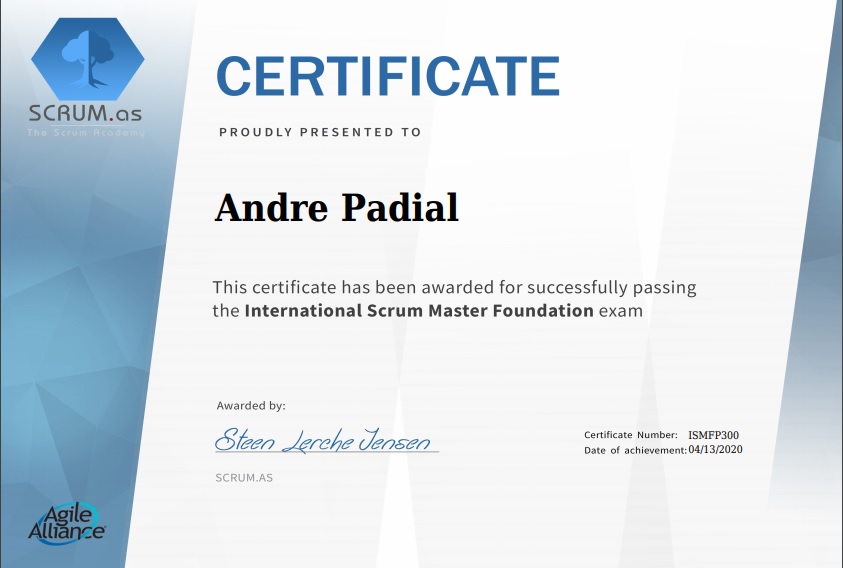 SCRUM.as
The Scrum Academy
CERTIFICATE
PROUDLY PRESENTED TO
Andre Padial
This certificate has been awarded for successfully passing
the International Scrum Master Foundation exam
Awarded by:
Steen Lerche Jensen
SCRUM.AS
Certificate Number: ISMFP300
Date of achievement: 04/13/2020
Agile
Alliance